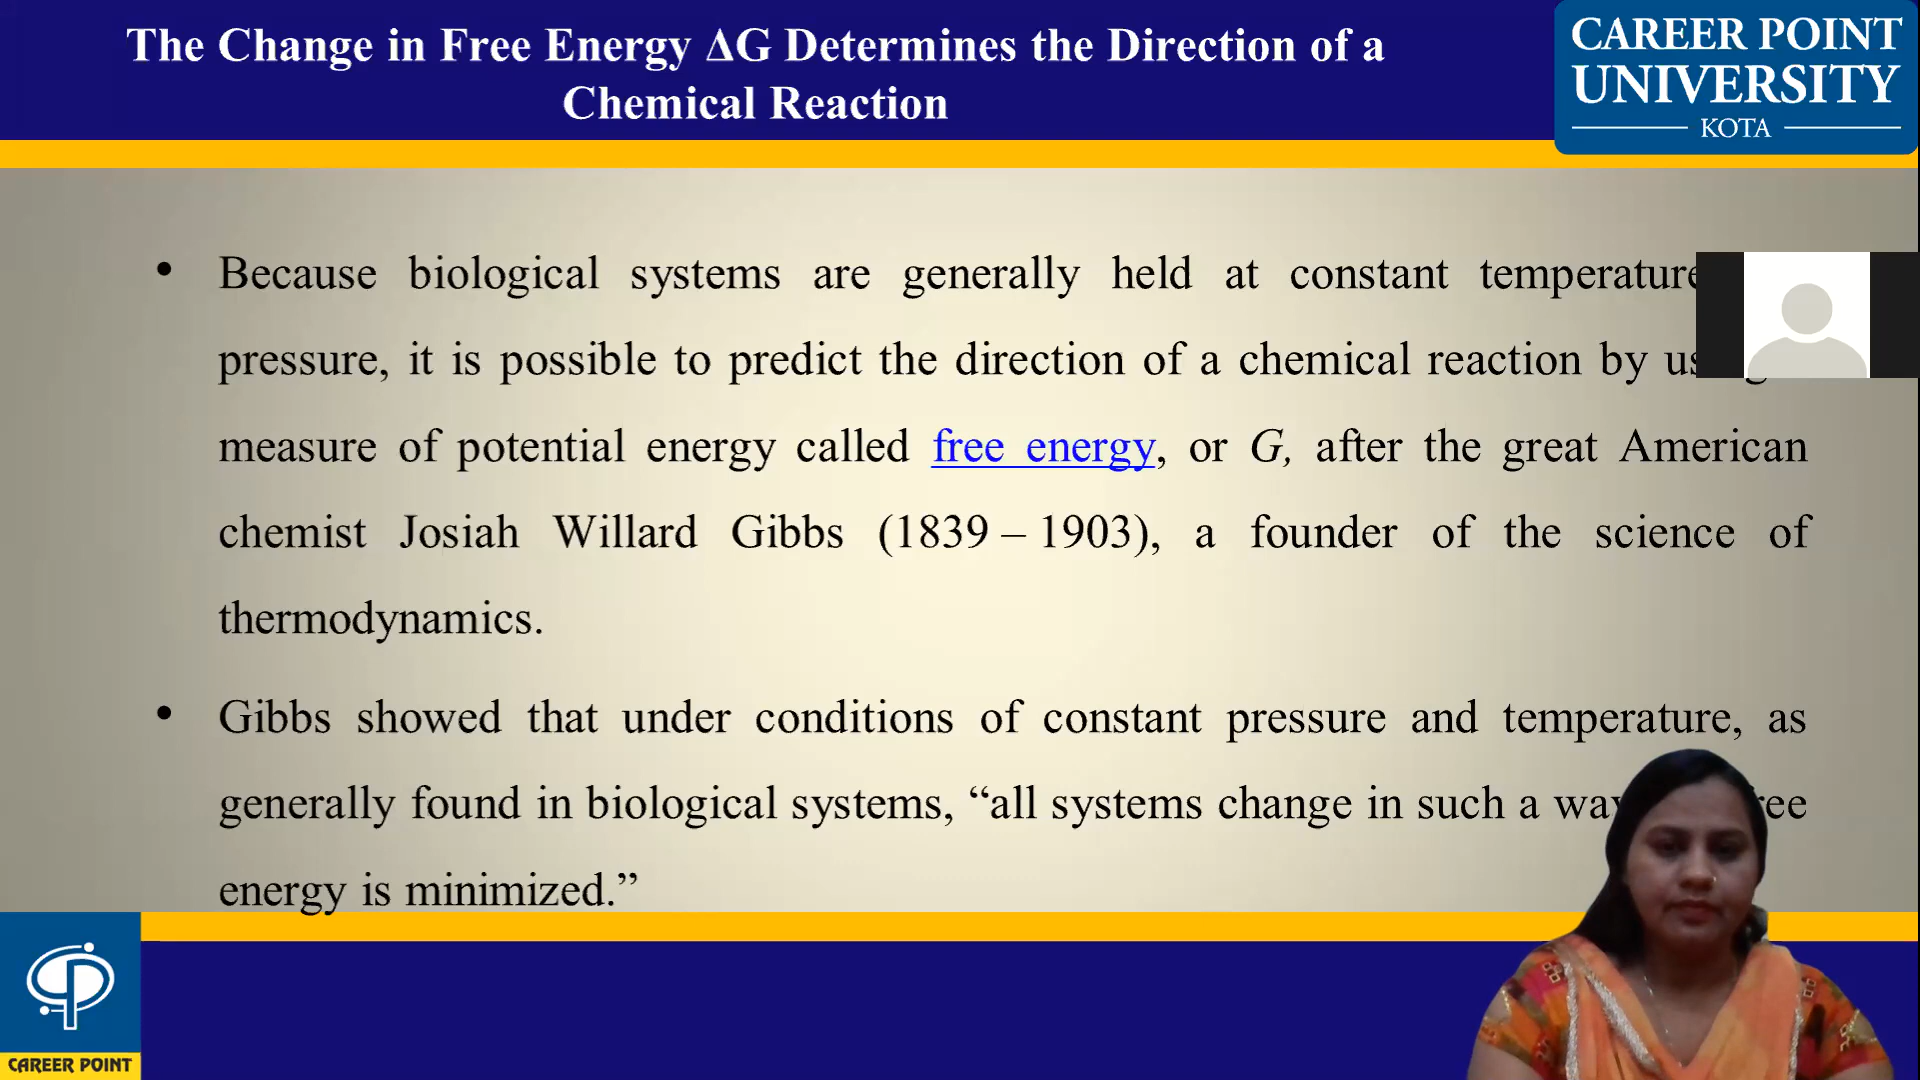 The Change in Free Energy ΔG Determines the Direction of a
Chemical Reaction
CAREER POINT
UNIVERSITY
KOTA
• Because biological systems are generally held at constant temperature
pressure, it is possible to predict the direction of a chemical reaction by
measure of potential energy called free energy, or G, after the great American
chemist Josiah Willard Gibbs (1839 – 1903), a founder of the science of
thermodynamics.
• Gibbs showed that under conditions of constant pressure and temperature, as
generally found in biological systems, “all systems change in such a way
energy is minimized.”
CAREER POINT